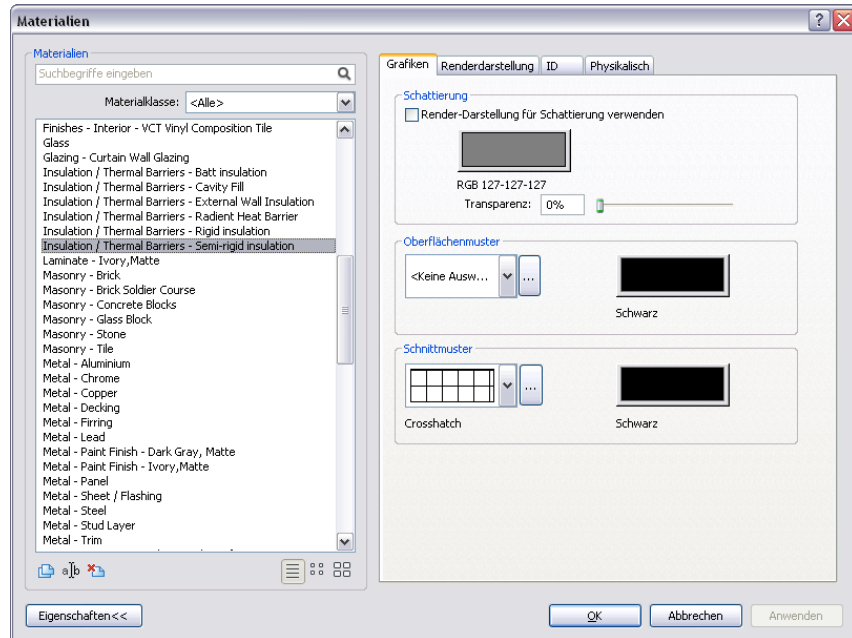 Materialien
Materialien
Suchbegriffe eingeben
Materialklasse: <Alle>
Finishes - Interior - VCT Vinyl Composition Tile
Glass
Glazing - Curtain Wall Glazing
Insulation / Thermal Barriers - Batt insulation
Insulation / Thermal Barriers - Cavity Fill
Insulation / Thermal Barriers - External Wall Insulation
Insulation / Thermal Barriers - Radient Heat Barrier
Insulation / Thermal Barriers - Rigid insulation
Insulation / Thermal Barriers - Semi-rigid insulation
Laminate - Ivory,Matte
Masonry - Brick
Masonry - Brick Soldier Course
Masonry - Concrete Blocks
Masonry - Glass Block
Masonry - Stone
Masonry - Tile
Metal - Aluminium
Metal - Chrome
Metal - Copper
Metal - Decking
Metal - Firring
Metal - Lead
Metal - Paint Finish - Dark Gray, Matte
Metal - Paint Finish - Ivory,Matte
Metal - Panel
Metal - Sheet / Flashing
Metal - Steel
Metal - Stud Layer
Metal - Trim
Eigenschaften<<
Grafiken Renderdarstellung ID Physikalisch
Schattierung
Render-Darstellung für Schattierung verwenden
RGB 127-127-127
Transparenz: 0%
Oberflächenmuster
<Keine Ausw... ...
Schwarz
Schnittmuster
...
Crosshatch Schwarz
OK Abbrechen Anwenden